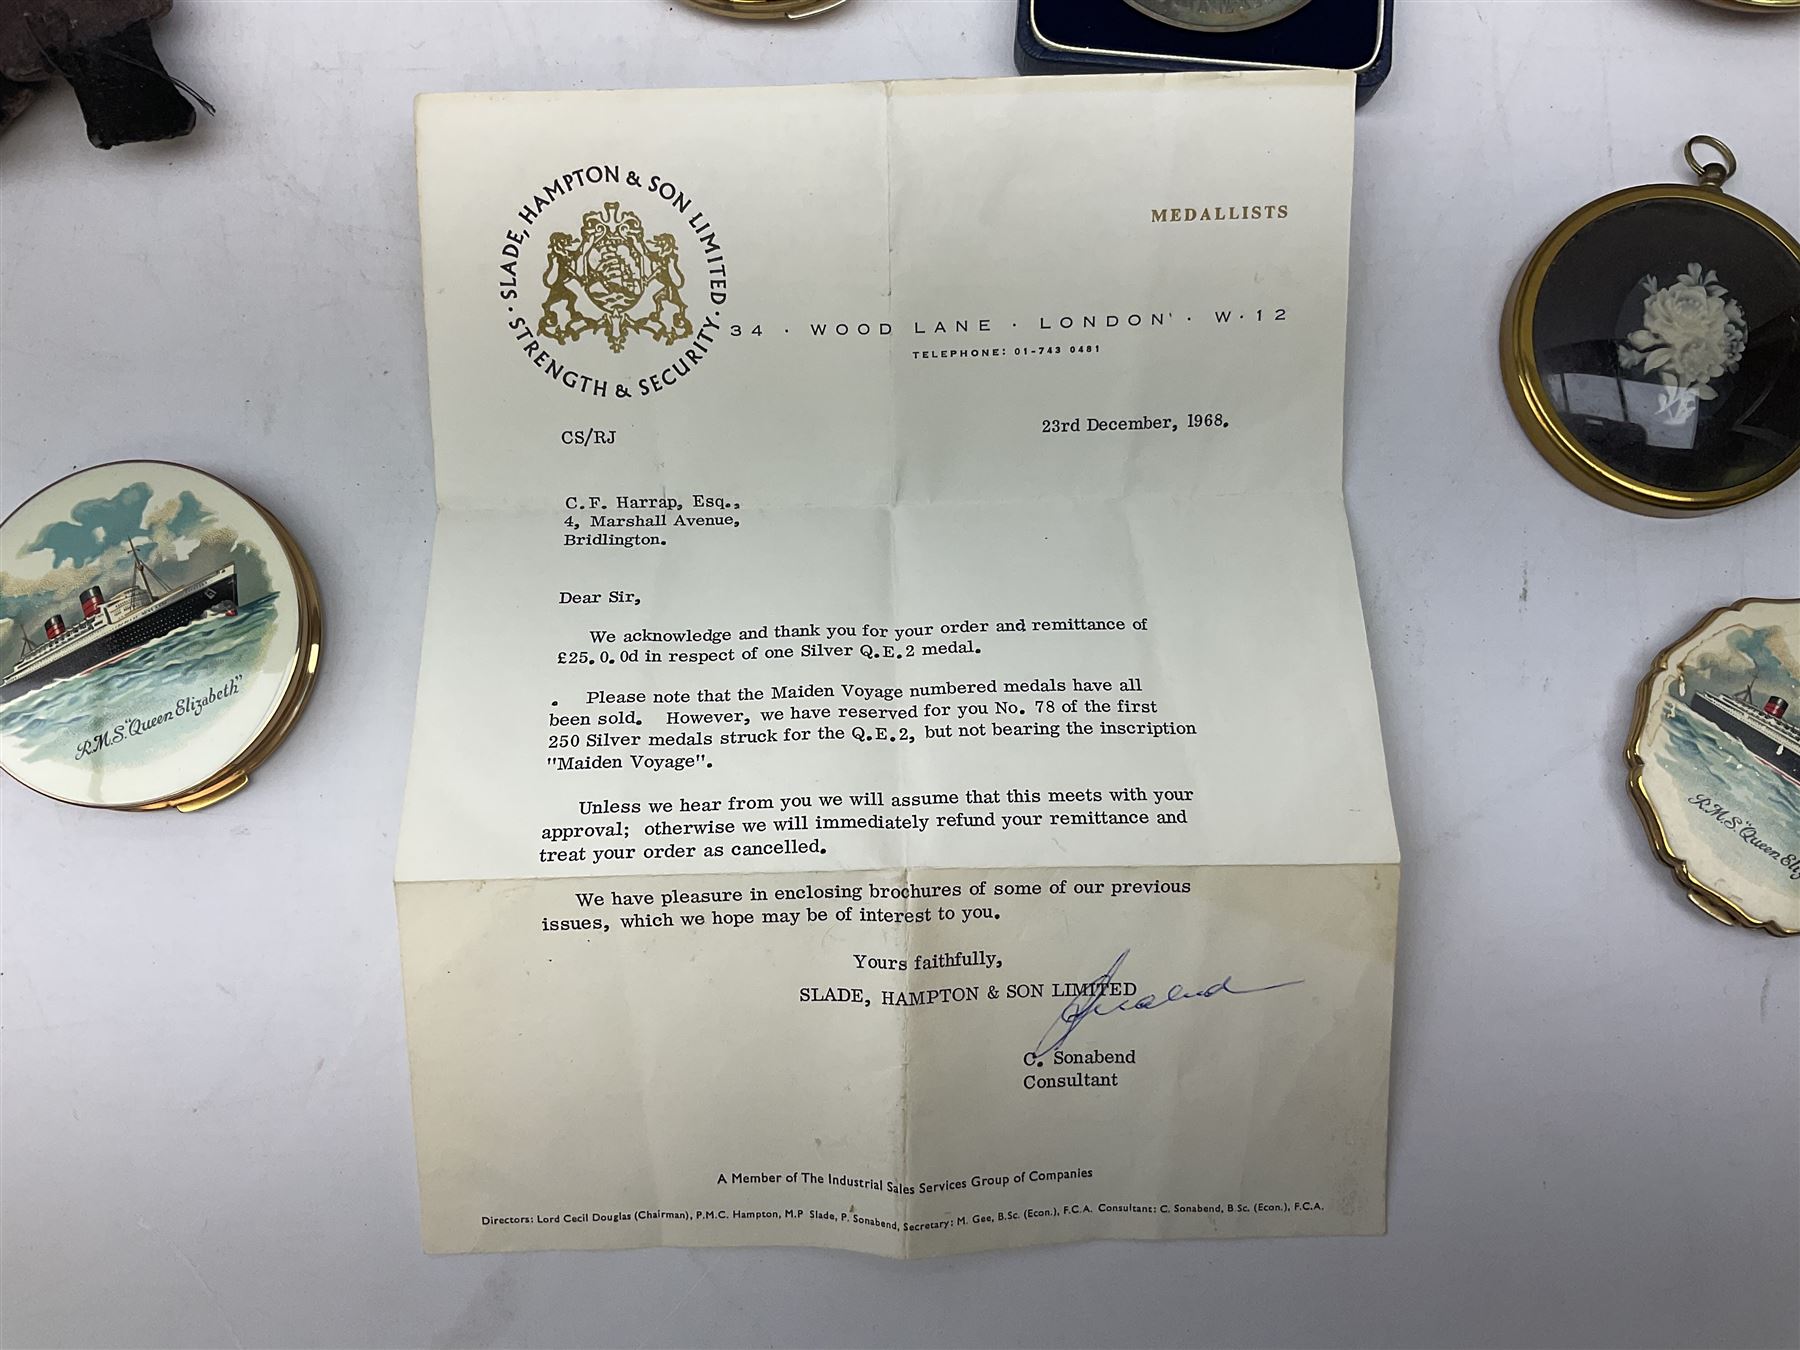 SLADE, HAMPTON & SON LIMITED · STRENGTH & SECURITY ·
MEDALLISTS
34 · WOOD LANE · LONDON · W·12
TELEPHONE: 01-743 0481
23rd December, 1968.
CS/RJ
C. F. Harrap, Esq.,
4, Marshall Avenue,
Bridlington.
Dear Sir,
We acknowledge and thank you for your order and remittance of
£25. 0. 0d in respect of one Silver Q.E.2 medal.
Please note that the Maiden Voyage numbered medals have all
been sold. However, we have reserved for you No. 78 of the first
250 Silver medals struck for the Q.E.2, but not bearing the inscription
"Maiden Voyage".
Unless we hear from you we will assume that this meets with your
approval; otherwise we will immediately refund your remittance and
treat your order as cancelled.
We have pleasure in enclosing brochures of some of our previous
issues, which we hope may be of interest to you.
Yours faithfully,
SLADE, HAMPTON & SON LIMITED
C. Sonabend
Consultant
A Member of The Industrial Sales Services Group of Companies
Directors: Lord Cecil Douglas (Chairman), P.M.C. Hampton, M.P Slade, P. Sonabend, Secretary: M. Gee, B.Sc. (Econ.), F.C.A. Consultant: C. Sonabend, B.Sc. (Econ.), F.C.A.
R.M.S. "Queen Elizabeth"
R.M.S. "Queen Eliz